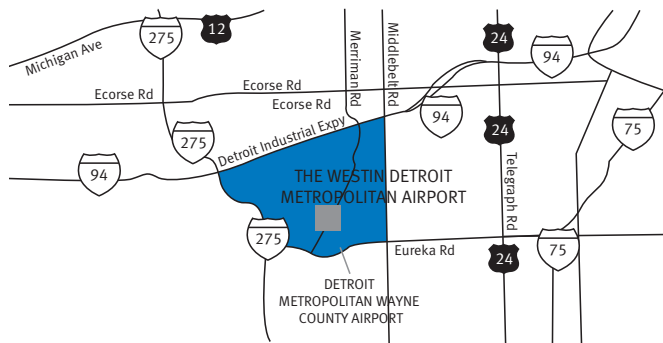 275
12
24
94
Michigan Ave
Merriman Rd
Middlebelt Rd
Ecorse Rd
Ecorse Rd
Ecorse Rd
94
75
275
Detroit Industrial Expy
24
94
THE WESTIN DETROIT
METROPOLITAN AIRPORT
Telegraph Rd
275
Eureka Rd
24
75
DETROIT
METROPOLITAN WAYNE
COUNTY AIRPORT